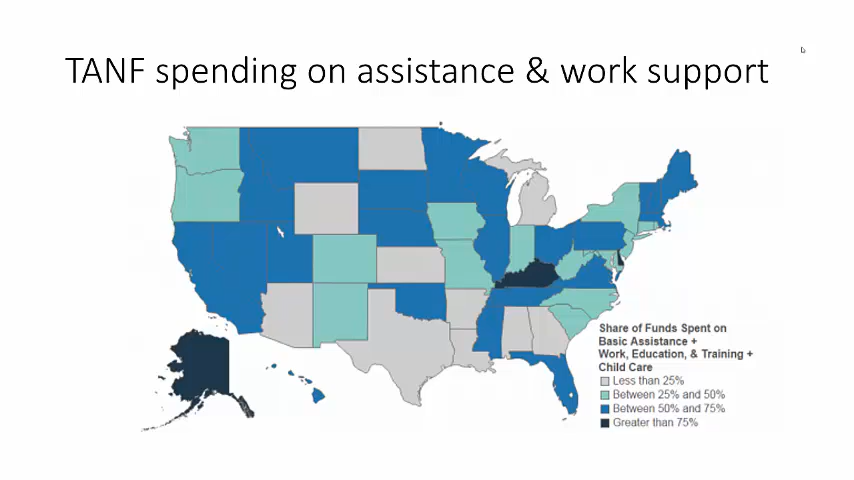 TANF spending on assistance & work support
Share of Funds Spent on
Basic Assistance +
Work, Education, & Training +
Child Care
Less than 25%
Between 25% and 50%
Between 50% and 75%
Greater than 75%